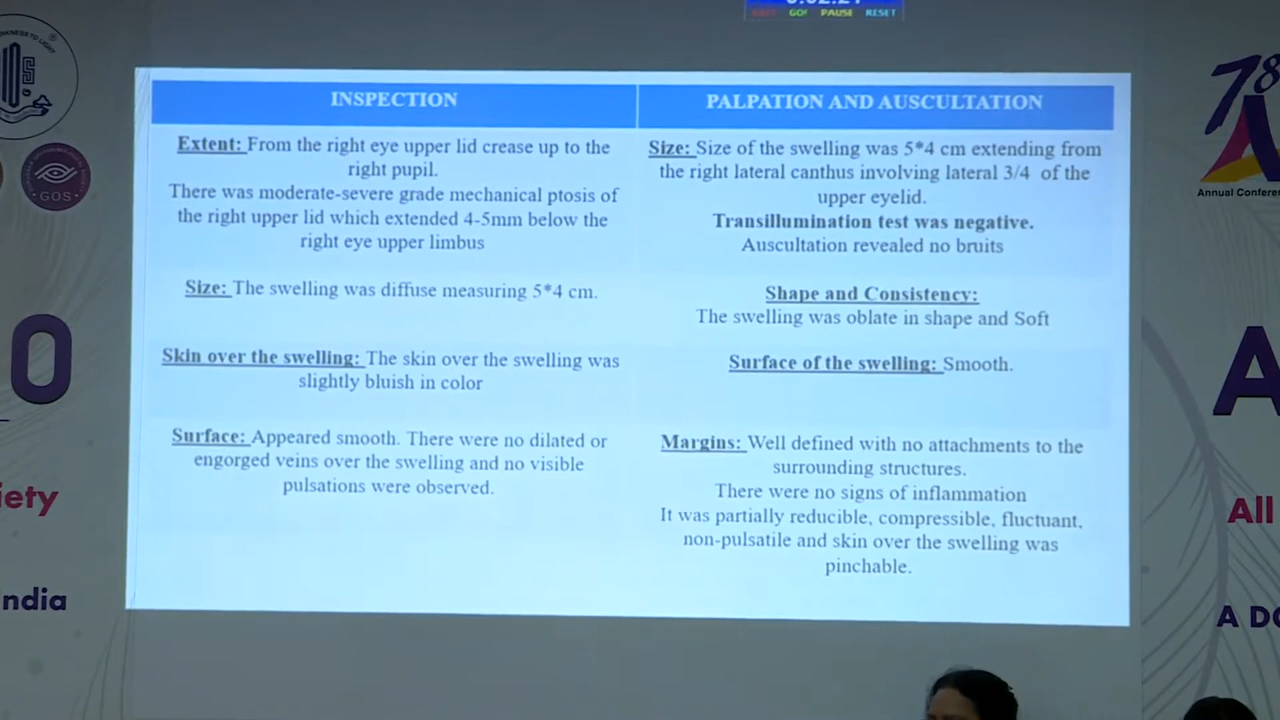 GO! PAUSE RESET
78
GOS
Annual Confere
INSPECTION
Extent: From the right eye upper lid crease up to the
right pupil.
There was moderate-severe grade mechanical ptosis of
the right upper lid which extended 4-5mm below the
right eye upper limbus
Size: The swelling was diffuse measuring 5*4 cm.
Skin over the swelling: The skin over the swelling was
slightly bluish in color
Surface: Appeared smooth. There were no dilated or
engorged veins over the swelling and no visible
pulsations were observed.
PALPATION AND AUSCULTATION
Size: Size of the swelling was 5*4 cm extending from
the right lateral canthus involving lateral 3/4 of the
upper eyelid.
Transillumination test was negative.
Auscultation revealed no bruits
Shape and Consistency:
The swelling was oblate in shape and Soft
Surface of the swelling: Smooth.
Margins: Well defined with no attachments to the
surrounding structures.
There were no signs of inflammation
It was partially reducible, compressible, fluctuant,
non-pulsatile and skin over the swelling was
pinchable.
O
A
iety
All
ndia
A DO